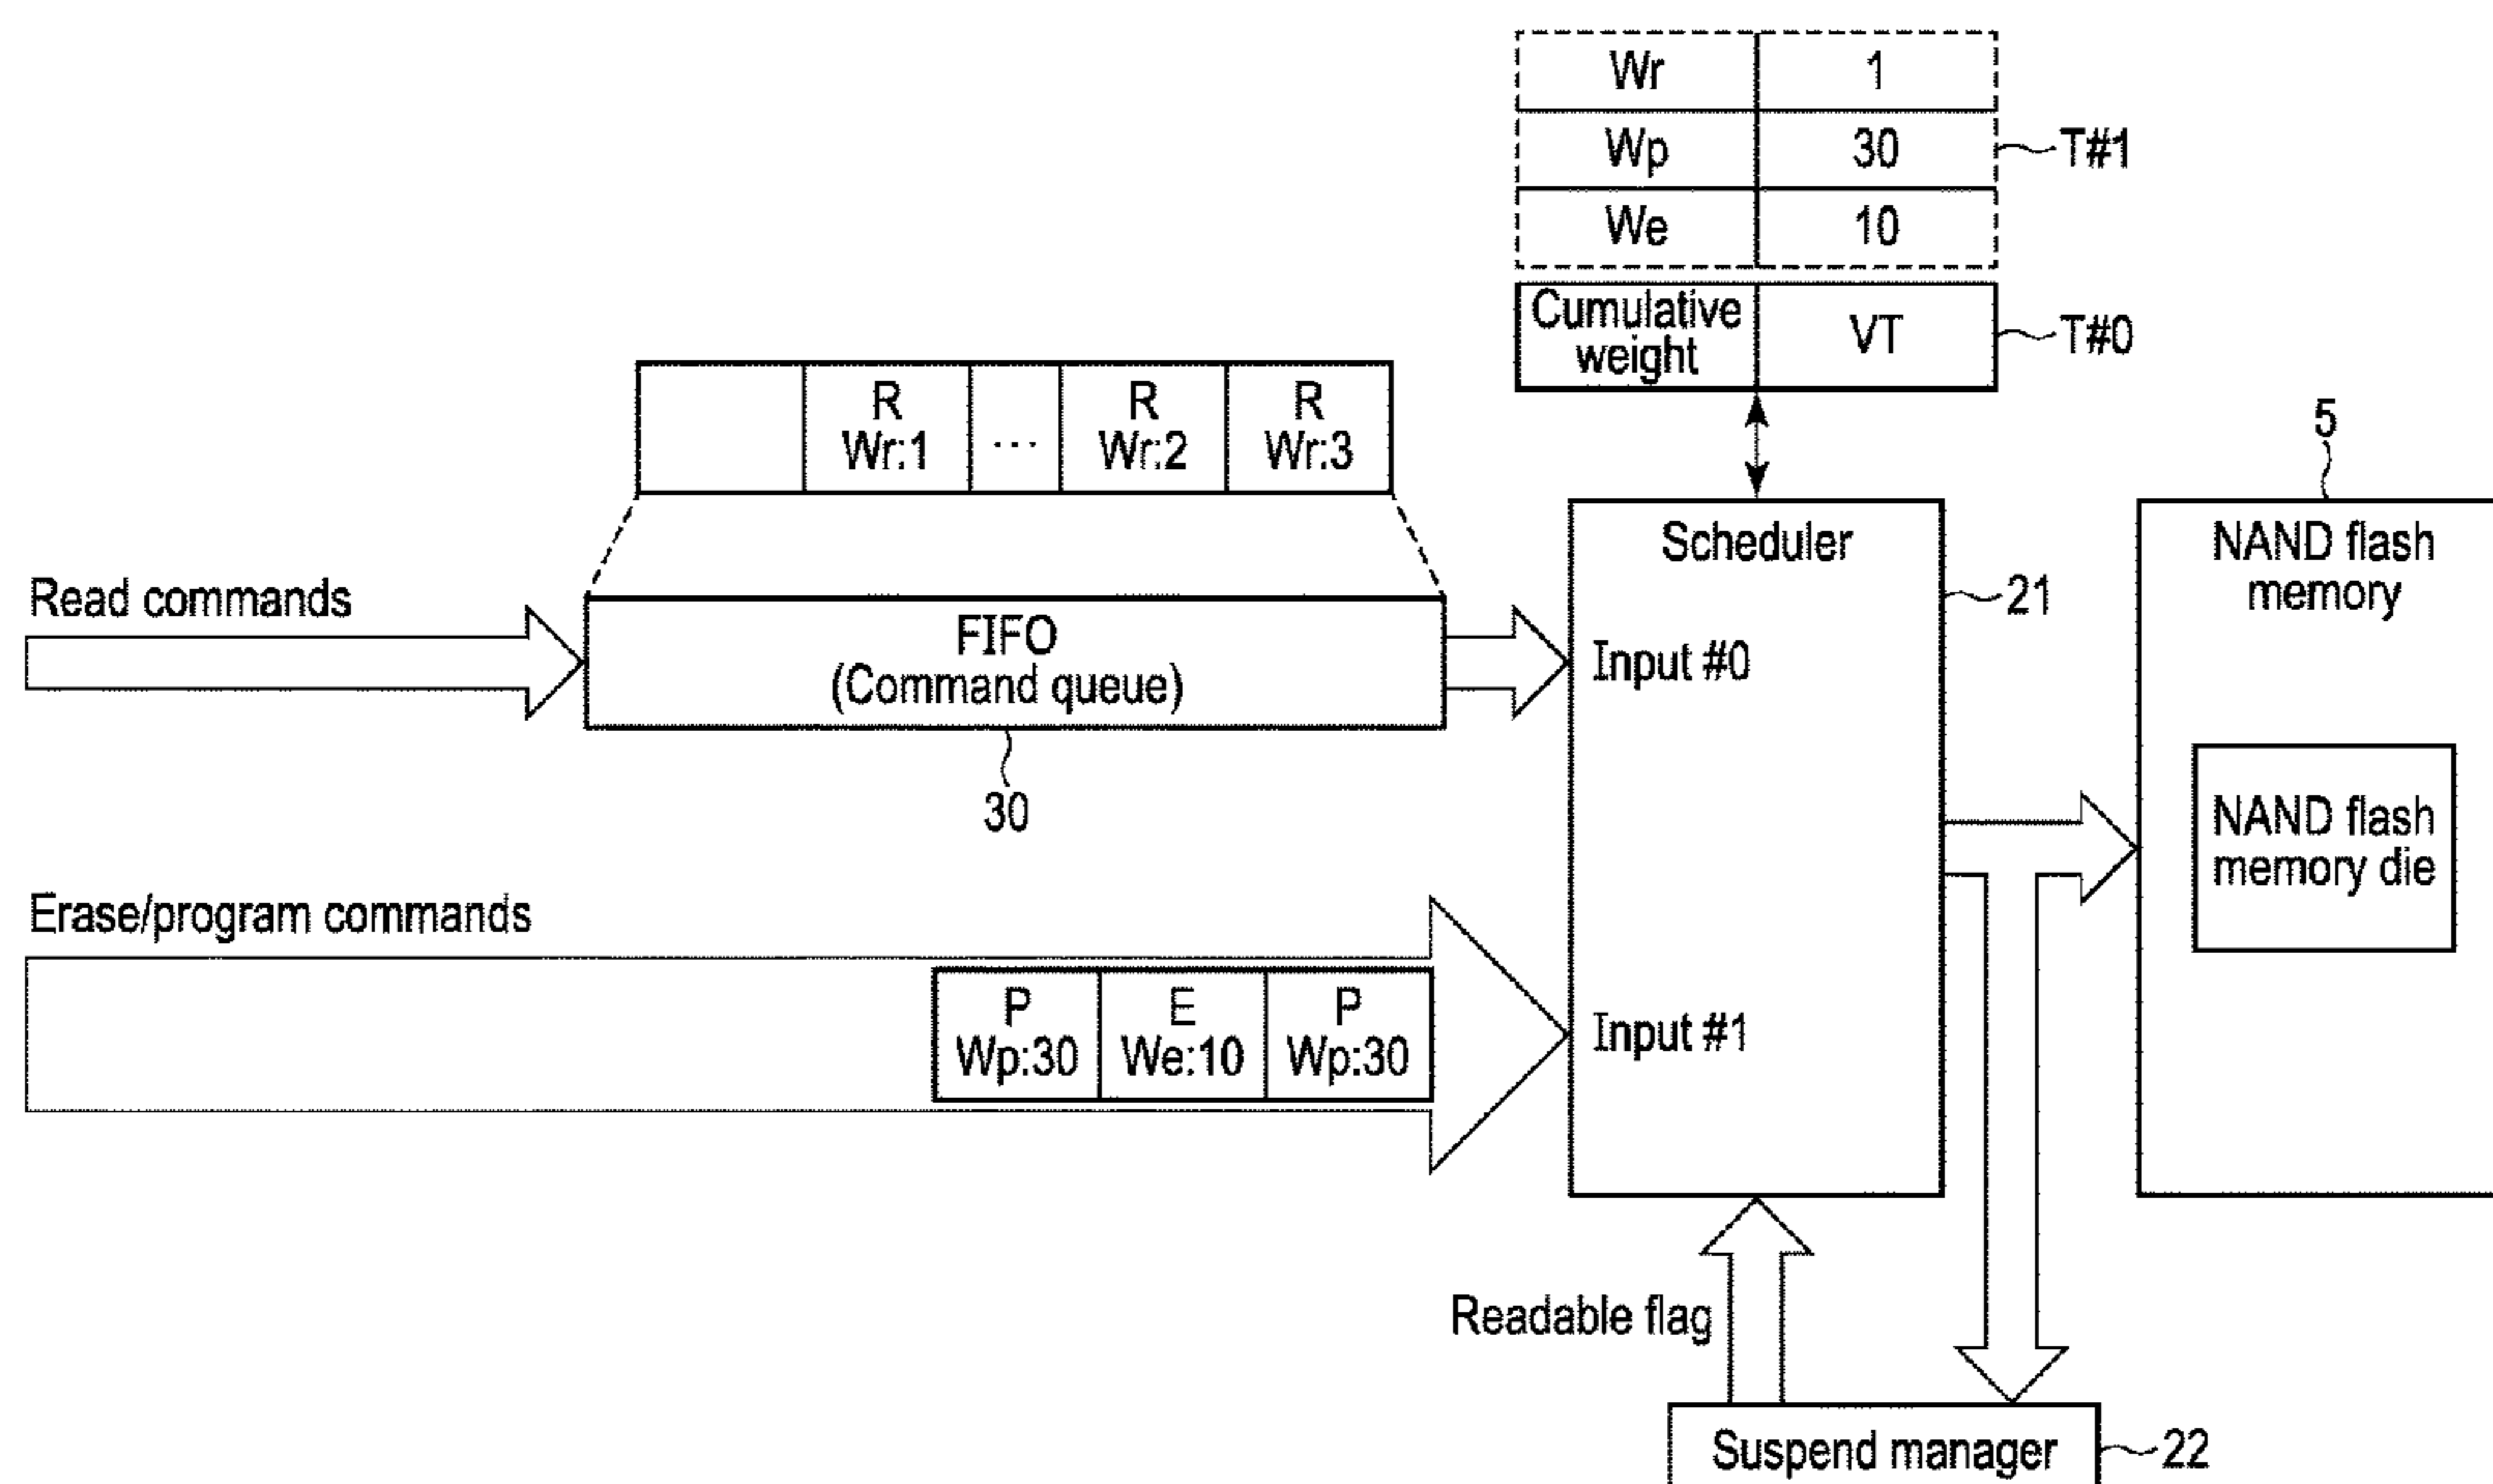 Wr 1
Wp 30 T#1
We 10
Cumulative
weight VT T#0
R R R
Wr:1 ... Wr:2 Wr:3
5
Scheduler
NAND flash
memory
21
Read commands
FIFO
(Command queue)
Input #0
30
NAND flash
memory die
Erase/program commands
P E P
Wp:30 We:10 Wp:30
Input #1
Readable flag
Suspend manager
22